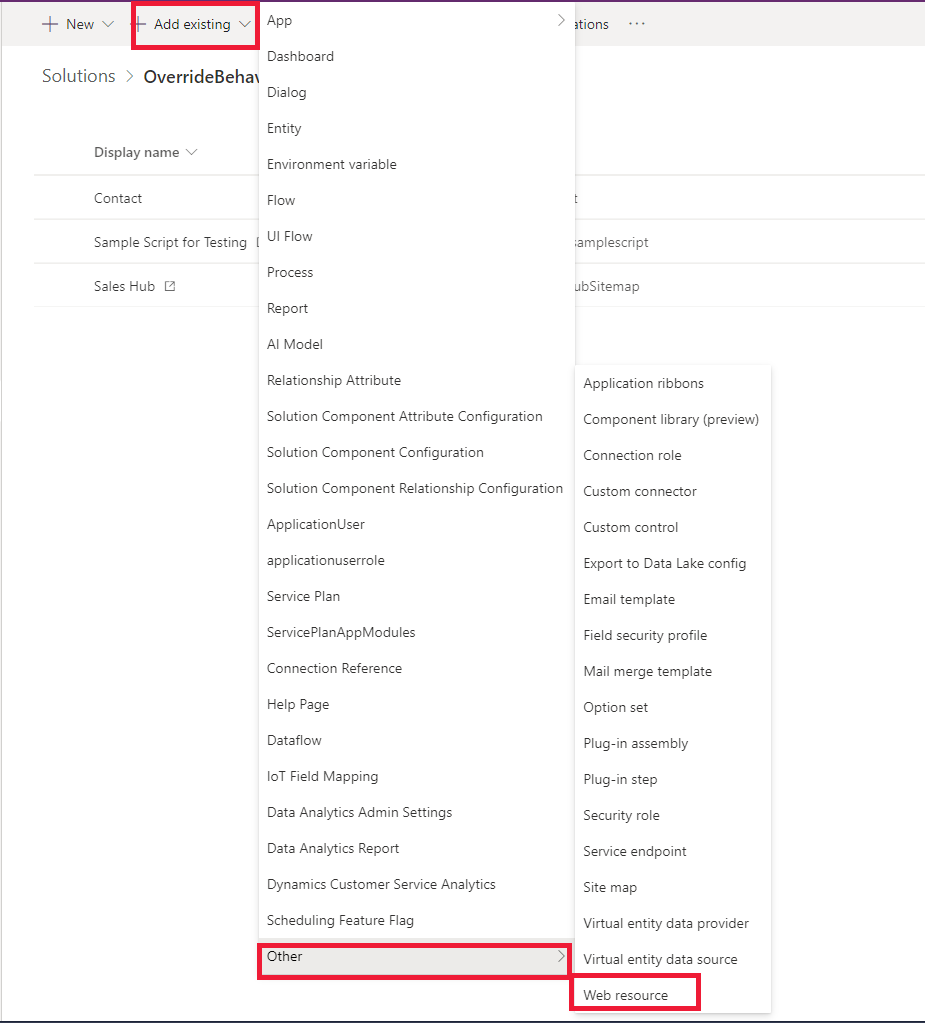 New
Add existing
ations
···
Solutions > OverrideBehav
Display name
Contact
t
Sample Script for Testing
samplescript
Sales Hub
ubSitemap
App
Dashboard
Dialog
Entity
Environment variable
Flow
UI Flow
Process
Report
AI Model
Relationship Attribute
Solution Component Attribute Configuration
Solution Component Configuration
Solution Component Relationship Configuration
ApplicationUser
applicationuserrole
Service Plan
ServicePlanAppModules
Connection Reference
Help Page
Dataflow
IoT Field Mapping
Data Analytics Admin Settings
Data Analytics Report
Dynamics Customer Service Analytics
Scheduling Feature Flag
Other
Application ribbons
Component library (preview)
Connection role
Custom connector
Custom control
Export to Data Lake config
Email template
Field security profile
Mail merge template
Option set
Plug-in assembly
Plug-in step
Security role
Service endpoint
Site map
Virtual entity data provider
Virtual entity data source
Web resource